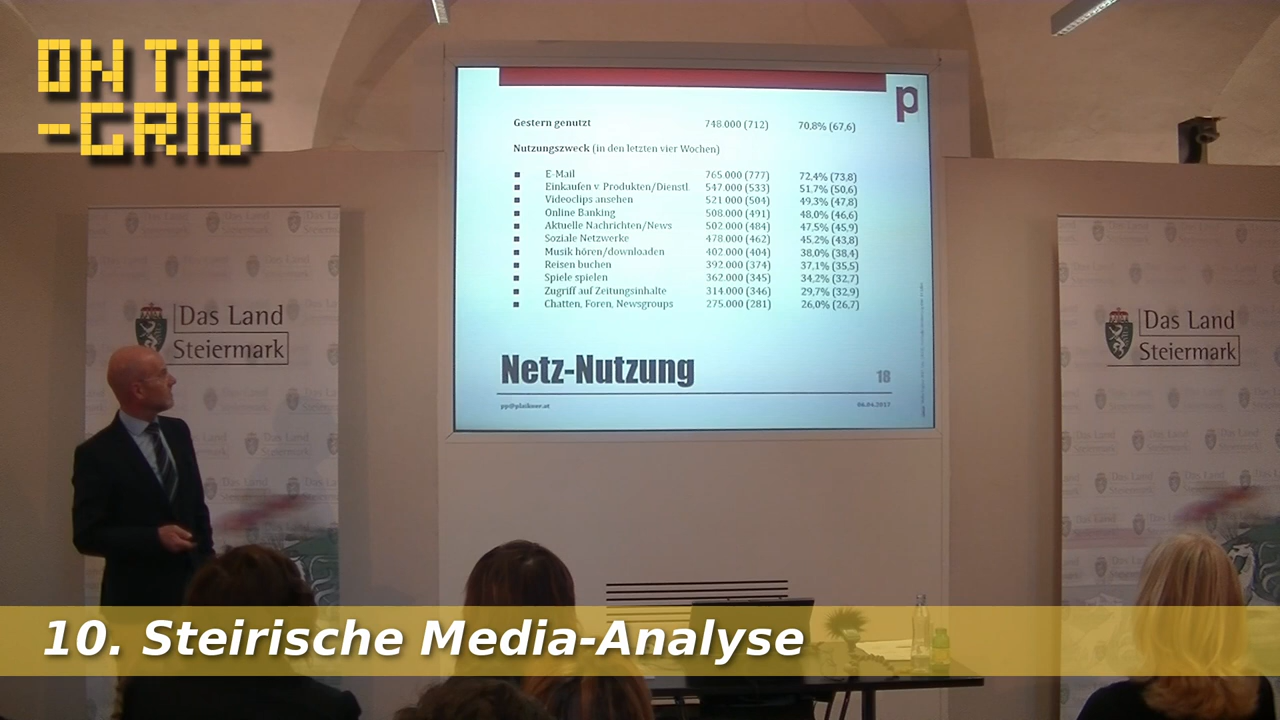 ON THE
-GRID
p
Gestern genutzt 748 000 (712) 70,8% (67,6)
Nutzungszweck (in den letzten vier Wochen)
■ E-Mail 765 000 (777) 72,4% (73,8)
■ Einkaufen v. Produkten/Dienstl. 547 000 (533) 51,7% (50,6)
■ Videoclips ansehen 521 000 (504) 49,3% (47,8)
■ Online Banking 508 000 (491) 48,0% (46,6)
■ Aktuelle Nachrichten/News 502 000 (484) 47,5% (45,9)
■ Soziale Netzwerke 478 000 (462) 45,2% (43,8)
■ Musik hören/downloaden 402 000 (404) 38,0% (38,4)
■ Reisen buchen 392 000 (374) 37,1% (35,5)
■ Spiele spielen 362 000 (345) 34,2% (32,7)
■ Zugriff auf Zeitungsinhalte 314 000 (346) 29,7% (32,9)
■ Chatten, Foren, Newsgroups 275 000 (281) 26,0% (26,7)
Netz-Nutzung 18
pp@plaikner.at 06.04.2017
Das Land
Steiermark
Das Land
Steiermark
10. Steirische Media-Analyse